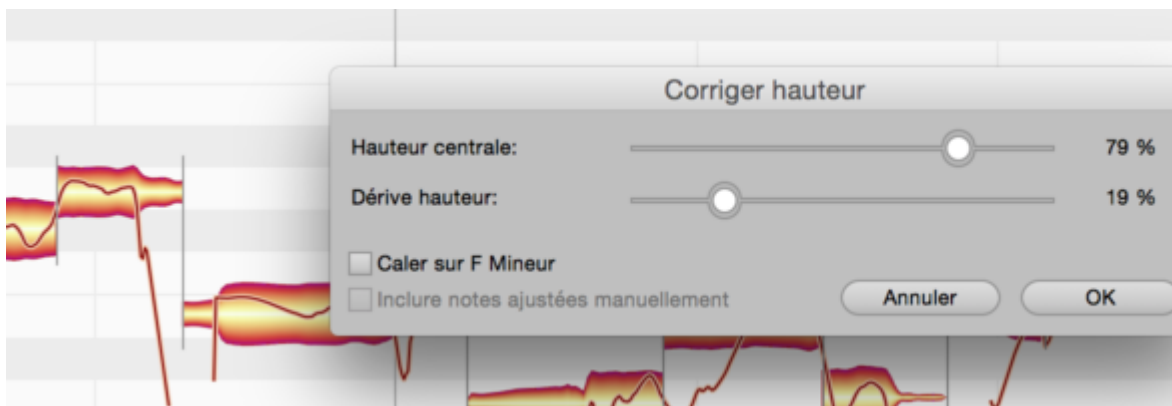 Corriger hauteur
Hauteur centrale: 79 %
Dérive hauteur: 19 %
Caler sur F Mineur
Inclure notes ajustées manuellement
Annuler OK